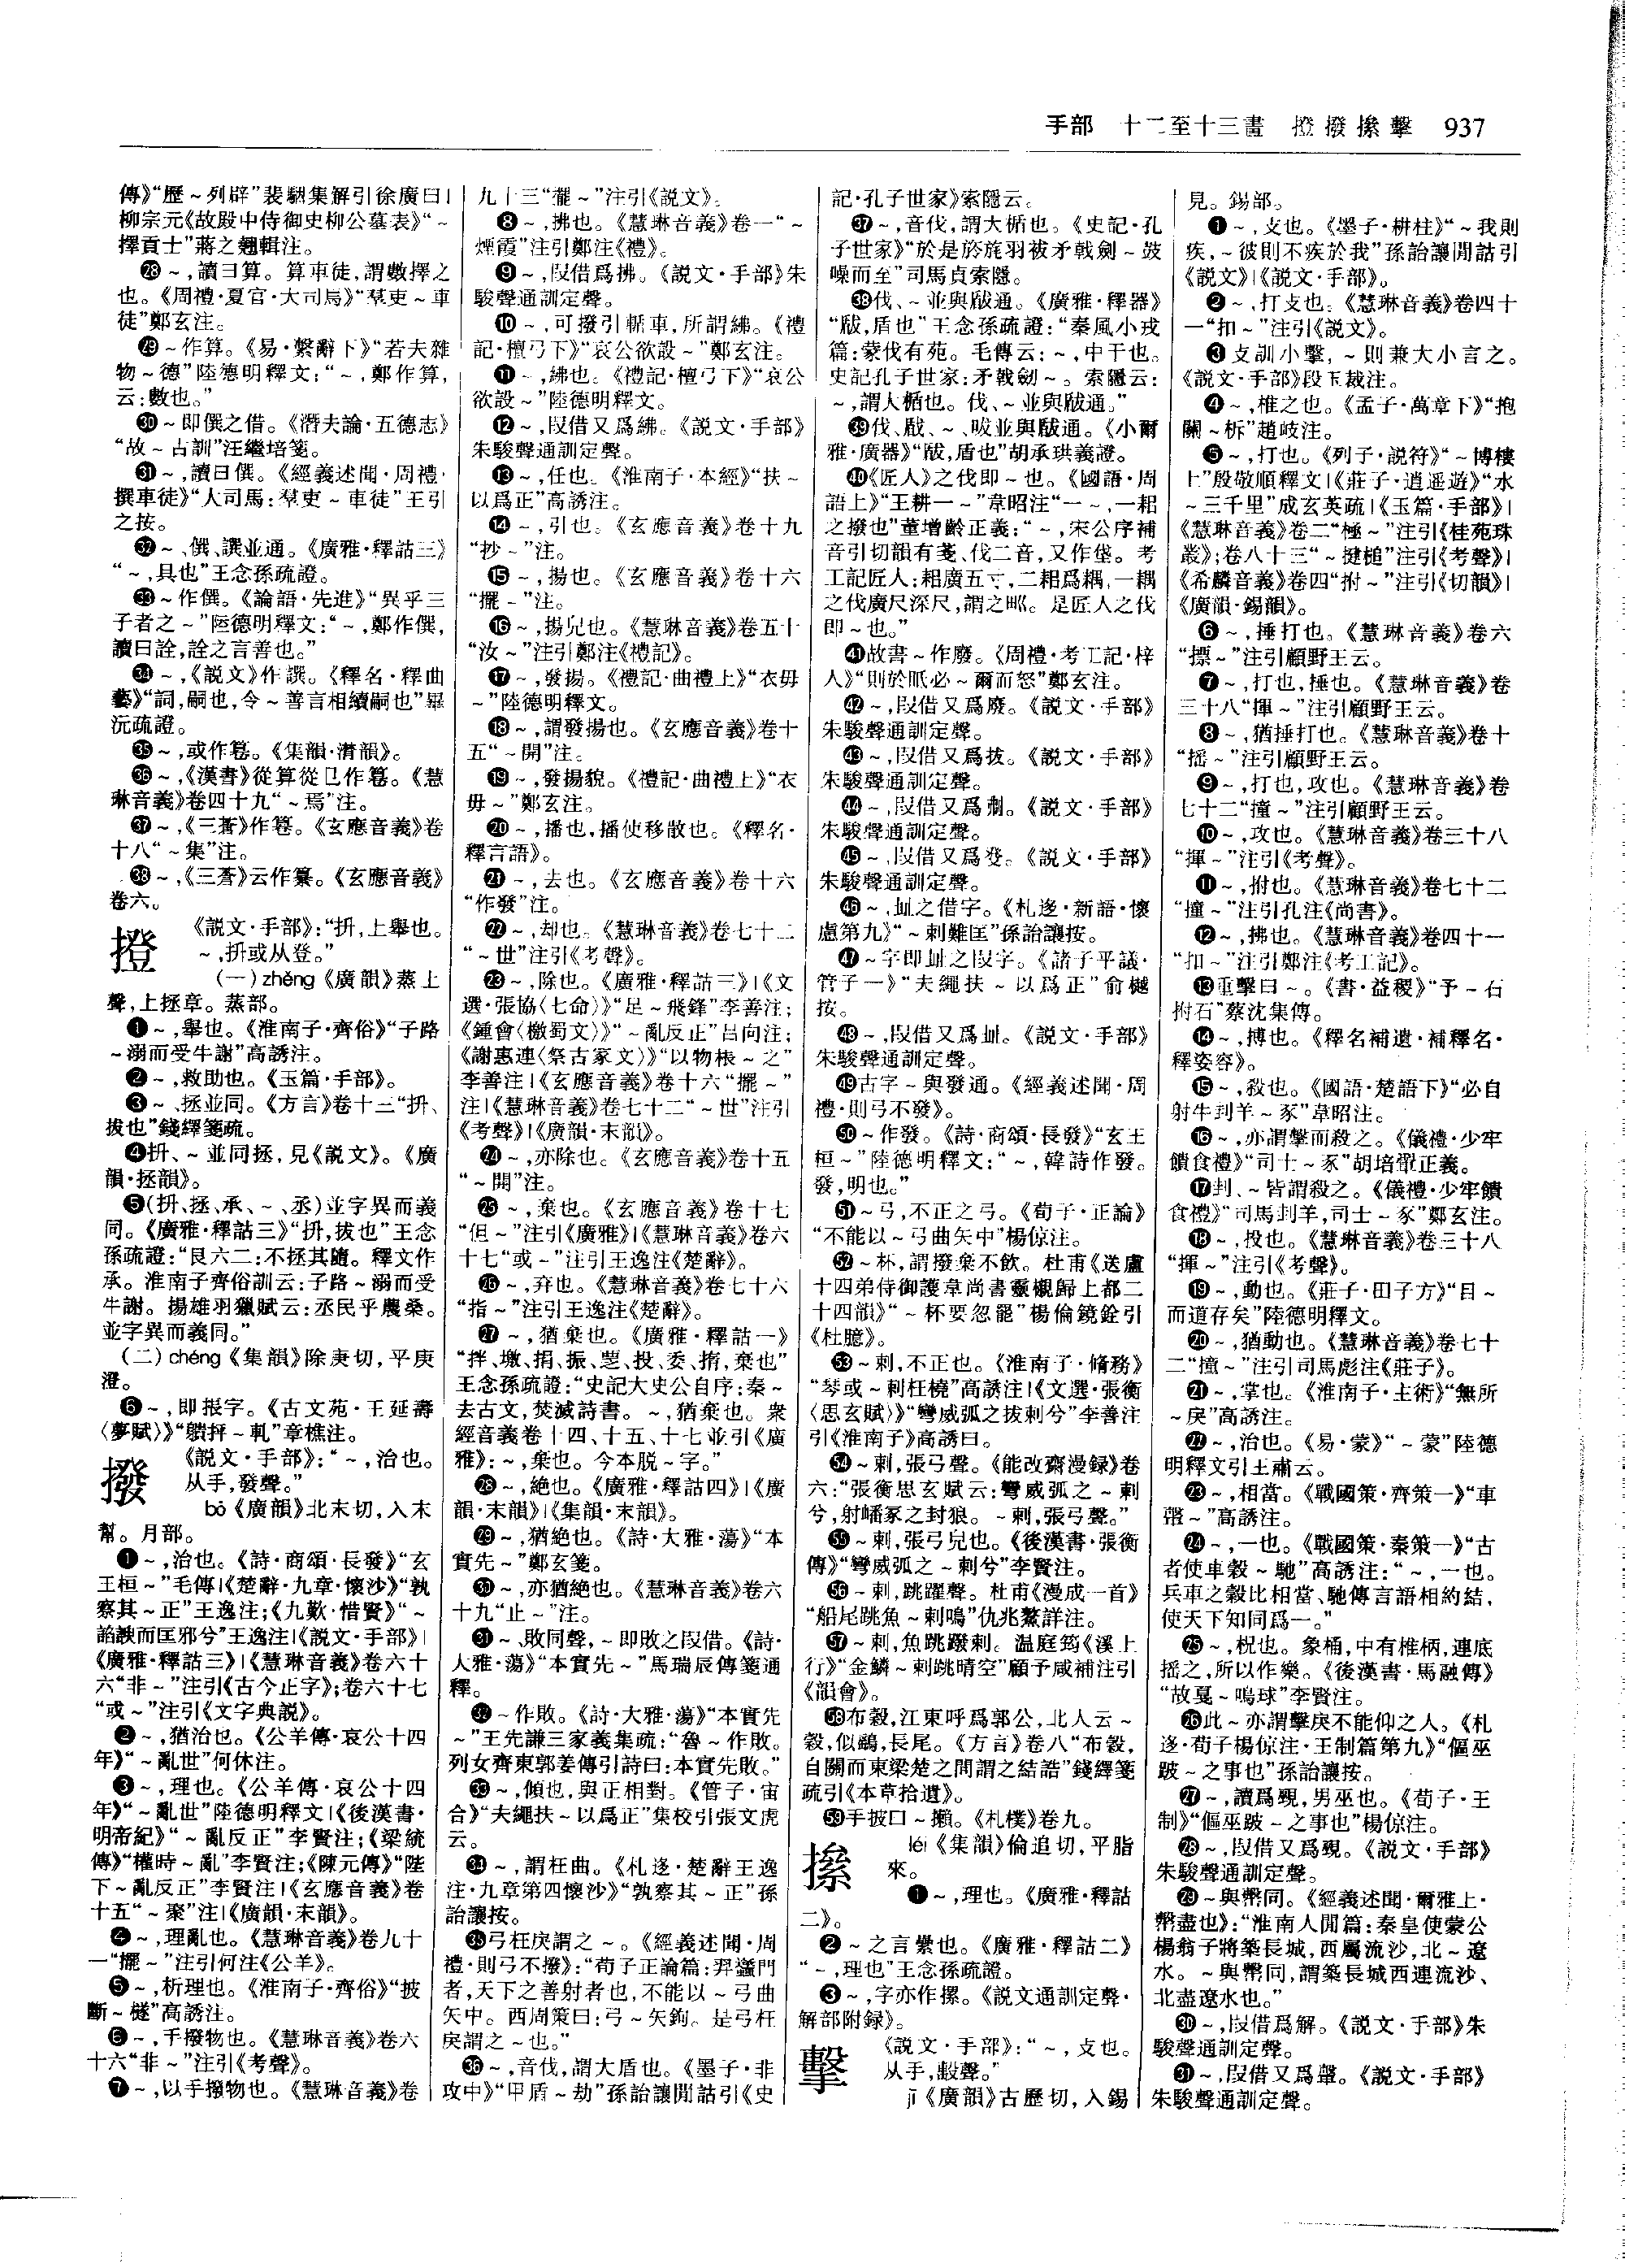 手部　十二至十三畫　撜撥擽擊　937
傳》“歷～列辟”裴駰集解引徐廣曰|
柳宗元《故殿中侍御史柳公墓表》“～
擇貢士”蔣之翹輯注。
㉘～,讀曰算。算車徒,謂數擇之
也。《周禮·夏官·大司馬》“羣吏～車
徒”鄭玄注。
㉙～作算。《易·繫辭下》“若夫雜
物～德”陸德明釋文:“～,鄭作算,
云:數也。”
㉚～即僎之借。《潛夫論·五德志》
“故～古訓”汪繼培箋。
㉛～,讀曰僎。《經義述聞·周禮·
撰車徒》“大司馬:羣吏～車徒”王引
之按。
㉜～、僎、譔並通。《廣雅·釋詁三》
“～,具也”王念孫疏證。
㉝～作僎。《論語·先進》“異乎三
子者之～”陸德明釋文:“～,鄭作僎,
讀曰詮,詮之言善也。”
㉞～,《説文》作譔。《釋名·釋曲
藝》“詞,嗣也,令～善言相續嗣也”畢
沅疏證。
㉟～,或作篹。《集韻·濳韻》。
㊱～,《漢書》從算從巳作篹。《慧
琳音義》卷四十九“～焉”注。
㊲～,《三蒼》作篹。《玄應音義》卷
十八“～集”注。
㊳～,《三蒼》云作纂。《玄應音義》
卷六。
撜
《説文·手部》:“抍,上舉也。
～,抍或从登。”
(一)zhěng《廣韻》蒸上
聲,上拯章。蒸部。
❶～,舉也。《淮南子·齊俗》“子路
～溺而受牛謝”高誘注。
❷～,救助也。《玉篇·手部》。
❸～、拯並同。《方言》卷十三“抍、
拔也”錢繹箋疏。
❹抍、～並同拯,見《説文》。《廣
韻·拯韻》。
❺(抍、拯、承、～、丞)並字異而義
同。《廣雅·釋詁三》“抍,拔也”王念
孫疏證:“艮六二:不拯其隨。釋文作
承。淮南子齊俗訓云:子路～溺而受
牛謝。揚雄羽獵賦云:丞民乎農桑。
並字異而義同。”
(二)chéng《集韻》除庚切,平庚
澄。
❻～,即抿字。《古文苑·王延壽
〈夢賦〉》章樵注。
撥
《説文·手部》:“～,治也。
从手,發聲。”
bō《廣韻》北末切,入末
幫。月部。
❶～,治也。《詩·商頌·長發》“玄
王桓～”毛傳|《楚辭·九章·懷沙》“孰
察其～正”王逸注;《九歎·惜賢》“～
諂諛而匡邪兮”王逸注|《説文·手部》|
《廣雅·釋詁三》|《慧琳音義》卷六十
六“非～”注引《古今正字》;卷六十七
“或～”注引《文字典説》。
❷～,猶治也。《公羊傳·哀公十四
年》“～亂世”何休注。
❸～,理也。《公羊傳·哀公十四
年》“～亂世”陸德明釋文|《後漢書·
明帝紀》“～亂反正”李賢注;《梁統
傳》“權時～亂”李賢注;《陳元傳》“陛
下～亂反正”李賢注|《玄應音義》卷
十五“～聚”注|《廣韻·末韻》。
❹～,理亂也。《慧琳音義》卷九十
一“擺～”注引何注《公羊》。
❺～,析理也。《淮南子·齊俗》“披
斷～檖”高誘注。
❻～,手撥物也。《慧琳音義》卷六
十六“非～”注引《考聲》。
❼～,以手撥物也。《慧琳音義》卷
九十三“擺～”注引《説文》。
❽～,拂也。《慧琳音義》卷一“～
煙霞”注引鄭注《禮》。
❾～,叚借爲拂。《説文·手部》朱
駿聲通訓定聲。
❿～,可撥引輴車,所謂紼。《禮
記·檀弓下》“哀公欲設～”鄭玄注。
⓫～,紼也。《禮記·檀弓下》“哀公
欲設～”陸德明釋文。
⓬～,叚借又爲紼。《説文·手部》
朱駿聲通訓定聲。
⓭～,任也。《淮南子·本經》“扶～
以爲正”高誘注。
⓮～,引也。《玄應音義》卷十九
“抄～”注。
⓯～,揚也。《玄應音義》卷十六
“擺～”注。
⓰～,揚皃也。《慧琳音義》卷五十
“汝～”注引鄭注《禮記》。
⓱～,發揚。《禮記·曲禮上》“衣毋
～”陸德明釋文。
⓲～,謂發揚也。《玄應音義》卷十
五“～開”注。
⓳～,發揚貌。《禮記·曲禮上》“衣
毋～”鄭玄注。
⓴～,播也,播使移散也。《釋名·
釋言語》。
㉑～,去也。《玄應音義》卷十六
“作發”注。
㉒～,却也。《慧琳音義》卷七十二
“～世”注引《考聲》。
㉓～,除也。《廣雅·釋詁三》|《文
選·張協〈七命〉》“足～飛鋒”李善注;
《鍾會〈檄蜀文〉》“～亂反正”呂向注;
《謝惠連〈祭古冢文〉》“以物棖～之”
李善注|《玄應音義》卷十六“擺～”
注|《慧琳音義》卷七十二“～世”注引
《考聲》|《廣韻·末韻》。
㉔～,亦除也。《玄應音義》卷十五
“～開”注。
㉕～,棄也。《玄應音義》卷十七
“但～”注引《廣雅》|《慧琳音義》卷六
十七“或～”注引王逸注《楚辭》。
㉖～,弃也。《慧琳音義》卷七十六
“指～”注引王逸注《楚辭》。
㉗～,猶棄也。《廣雅·釋詁一》
“拌、墩、捐、振、投、委、揹,棄也”
王念孫疏證:“史記大史公自序:秦～
去古文,焚滅詩書。～,猶棄也。衆
經音義卷十四、十五、十七並引《廣
雅》:～,棄也。今本脱～字。”
㉘～,絶也。《廣雅·釋詁四》|《廣
韻·末韻》|《集韻·末韻》。
㉙～,猶絶也。《詩·大雅·蕩》“本
實先～”鄭玄箋。
㉚～,亦猶絶也。《慧琳音義》卷六
十九“止～”注。
㉛～、敗同聲,～即敗之叚借。《詩·
大雅·蕩》“本實先～”馬瑞辰傳箋通
釋。
㉜～作敗。《詩·大雅·蕩》“本實先
～”王先謙三家義集疏:“魯～作敗。
列女齊東郭姜傳引詩曰:本實先敗。”
㉝～,傾也,與正相對。《管子·宙
合》“夫繩扶～以爲正”集校引張文虎
云。
㉞～,謂枉曲。《札迻·楚辭王逸
注·九章第四懷沙》“孰察其～正”孫
詒讓按。
㉟弓枉戾謂之～。《經義述聞·周
禮·則弓不撥》:“荀子正論篇:羿、蠭門
者,天下之善射者也,不能以～弓曲
矢中。西周策曰:弓～矢鉤。是弓枉
戾謂之～也。”
㊱～,音伐,謂大盾也。《墨子·非
攻中》“甲盾～劫”孫詒讓閒詁引《史
記·孔子世家》索隱云。
㊲～,音伐,謂大楯也。《史記·孔
子世家》“於是旍旄羽袚矛戟劍～鼓
噪而至”司馬貞索隱。
㊳伐、～並與瞂通。《廣雅·釋器》
“瞂,盾也”王念孫疏證:“秦風小戎
篇:蒙伐有苑。毛傳云:～,中干也。
史記孔子世家:矛戟劍～。索隱云:
～,謂大楯也。伐、～並與瞂通。”
㊴伐、戚、～、瞂並與瞂通。《小爾
雅·廣器》“瞂,盾也”胡承珙義證。
㊵《匠人》之伐即～也。《國語·周
語上》“王耕一～”韋昭注“一～,一耜
之撥也”董增齡正義:“～,宋公序補
音引切韻有蕟、伐二音,又作垡。考
工記匠人:耜廣五寸,二耜爲耦,一耦
之伐廣尺深尺,謂之𤰕。是匠人之伐
即～也。”
㊶故書～作廢。《周禮·考工記·梓
人》“則於眡必～爾而怒”鄭玄注。
㊷～,叚借又爲廢。《説文·手部》
朱駿聲通訓定聲。
㊸～,叚借又爲拔。《説文·手部》
朱駿聲通訓定聲。
㊹～,叚借又爲剌。《説文·手部》
朱駿聲通訓定聲。
㊺～,叚借又爲癹。《説文·手部》
朱駿聲通訓定聲。
㊻～,𣥠之借字。《札迻·新語·懷
慮第九》“～剌難匡”孫詒讓按。
㊼～字即𣥠之叚字。《諸子平議·
管子一》“夫繩扶～以爲正”俞樾
按。
㊽～,叚借又爲𣥠。《説文·手部》
朱駿聲通訓定聲。
㊾古字～與發通。《經義述聞·周
禮·則弓不發》。
㊿～作發。《詩·商頌·長發》“玄王
桓～”陸德明釋文:“～,韓詩作發。
發,明也。”
51～弓,不正之弓。《荀子·正論》
“不能以～弓曲矢中”楊倞注。
52～杯,謂撥棄不飲。杜甫《送盧
十四弟侍御護韋尚書靈櫬歸上都二
十四韻》“～杯要忽罷”楊倫鏡銓引
《杜臆》。
53～剌,不正也。《淮南子·脩務》
“琴或～剌枉橈”高誘注|《文選·張衡
〈思玄賦〉》“彎威弧之拔剌兮”李善注
引《淮南子》高誘曰。
54～剌,張弓聲。《能改齋漫録》卷
六:“張衡思玄賦云:彎威弧之～剌
兮,射嶓冢之封狼。～剌,張弓聲。”
55～剌,張弓皃也。《後漢書·張衡
傳》“彎威弧之～剌兮”李賢注。
56～剌,跳躍聲。杜甫《漫成一首》
“船尾跳魚～剌鳴”仇兆鰲詳注。
57～剌,魚跳蹳剌。温庭筠《溪上
行》“金鱗～剌跳晴空”顧予咸補注引
《韻會》。
58布穀,江東呼爲郭公,北人云～
穀,似鷂,長尾。《方言》卷八“布穀,
自關而東梁楚之間謂之結誥”錢繹箋
疏引《本草拾遺》。
59手披曰～攋。《札樸》卷九。
㩡
léi《集韻》倫追切,平脂
來。
❶～,理也。《廣雅·釋詁
二》。
❷～之言纍也。《廣雅·釋詁二》
“～,理也”王念孫疏證。
❸～,字亦作摞。《説文通訓定聲·
解部附録》。
擊
《説文·手部》:“～,攴也。
从手,毄聲。”
jī《廣韻》古歷切,入錫
見。錫部。
❶～,攴也。《墨子·耕柱》“～我則
疾,～彼則不疾於我”孫詒讓閒詁引
《説文》|《説文·手部》。
❷～,打攴也。《慧琳音義》卷四十
一“扣～”注引《説文》。
❸攴訓小擊,～則兼大小言之。
《説文·手部》段玉裁注。
❹～,椎之也。《孟子·萬章下》“抱
關～柝”趙岐注。
❺～,打也。《列子·説符》“～博樓
上”殷敬順釋文|《莊子·逍遥遊》“水
～三千里”成玄英疏|《玉篇·手部》|
《慧琳音義》卷二“極～”注引《桂苑珠
叢》;卷八十三“～揵槌”注引《考聲》|
《希麟音義》卷四“拊～”注引《切韻》|
《廣韻·錫韻》。
❻～,捶打也。《慧琳音義》卷六
“摽～”注引顧野王云。
❼～,打也,捶也。《慧琳音義》卷
三十八“揮～”注引顧野王云。
❽～,猶捶打也。《慧琳音義》卷十
“摇～”注引顧野王云。
❾～,打也,攻也。《慧琳音義》卷
七十二“撞～”注引顧野王云。
❿～,攻也。《慧琳音義》卷三十八
“揮～”注引《考聲》。
⓫～,拊也。《慧琳音義》卷七十二
“撞～”注引孔注《尚書》。
⓬～,拂也。《慧琳音義》卷四十一
“扣～”注引鄭注《考工記》。
⓭重擊曰～。《書·益稷》“予～石
拊石”蔡沈集傳。
⓮～,搏也。《釋名補遺·補釋名·
釋姿容》。
⓯～,殺也。《國語·楚語下》“必自
射牛刲羊～豕”韋昭注。
⓰～,亦謂擊而殺之。《儀禮·少牢
饋食禮》“司士～豕”胡培翬正義。
⓱刲、～皆謂殺之。《儀禮·少牢饋
食禮》“司馬刲羊,司士～豕”鄭玄注。
⓲～,投也。《慧琳音義》卷三十八
“揮～”注引《考聲》。
⓳～,動也。《莊子·田子方》“目～
而道存矣”陸德明釋文。
⓴～,猶動也。《慧琳音義》卷七十
二“撞～”注引司馬彪注《莊子》。
㉑～,掌也。《淮南子·主術》“無所
～戾”高誘注。
㉒～,治也。《易·蒙》“～蒙”陸德
明釋文引王肅云。
㉓～,相當。《戰國策·齊策一》“車
轚～”高誘注。
㉔～,一也。《戰國策·秦策一》“古
者使車轂～馳”高誘注:“～,一也。
兵車之轂比相當、馳傳言語相約結,
使天下知同爲一。”
㉕～,柷也。象桶,中有椎柄,連底
摇之,所以作樂。《後漢書·馬融傳》
“故戛～鳴球”李賢注。
㉖此～亦謂擊戾不能仰之人。《札
迻·荀子楊倞注·王制篇第九》“傴巫
跛～之事也”孫詒讓按。
㉗～,讀爲覡,男巫也。《荀子·王
制》“傴巫跛～之事也”楊倞注。
㉘～,叚借又爲覡。《説文·手部》
朱駿聲通訓定聲。
㉙～與罄同。《經義述聞·爾雅上·
罄盡也》:“淮南人閒篇:秦皇使蒙公
楊翁子將築長城,西屬流沙,北～遼
水。～與罄同,謂築長城西連流沙、
北盡遼水也。”
㉚～,叚借爲解。《説文·手部》朱
駿聲通訓定聲。
㉛～,叚借又爲罄。《説文·手部》
朱駿聲通訓定聲。